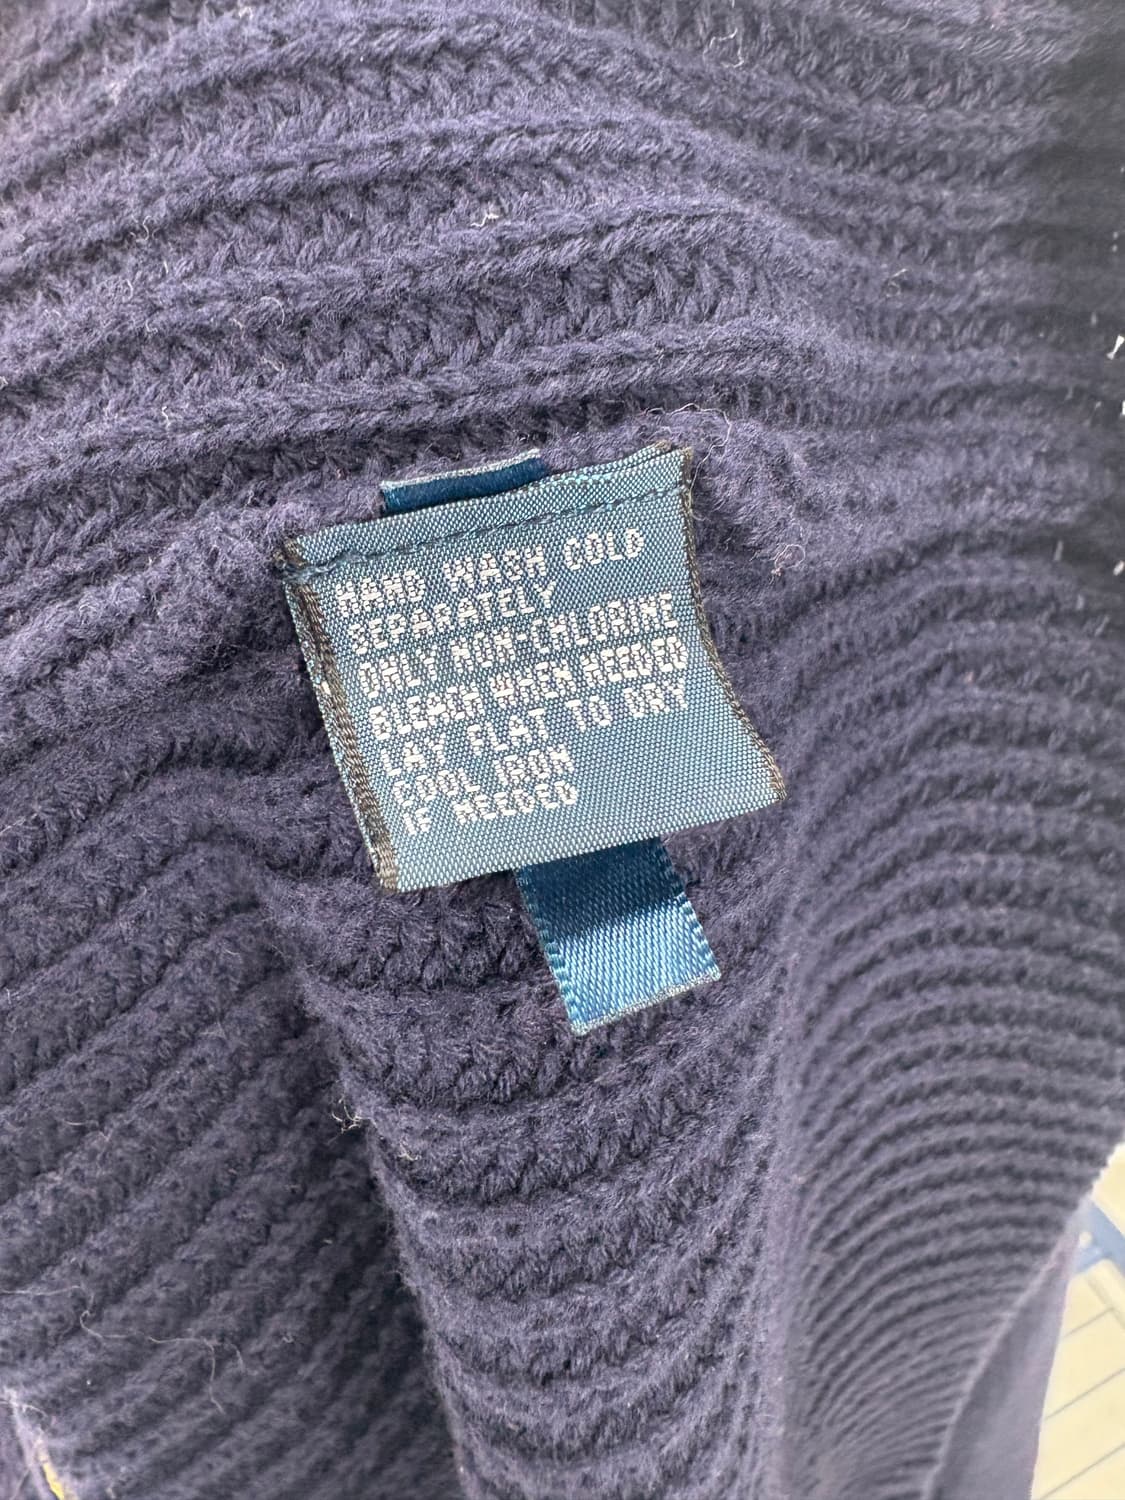 HAND WASH COLD
SEPARATELY
ONLY NON-CHLORINE
BLEACH WHEN NEEDED
LAY FLAT TO DRY
COOL IRON
IF NEEDED